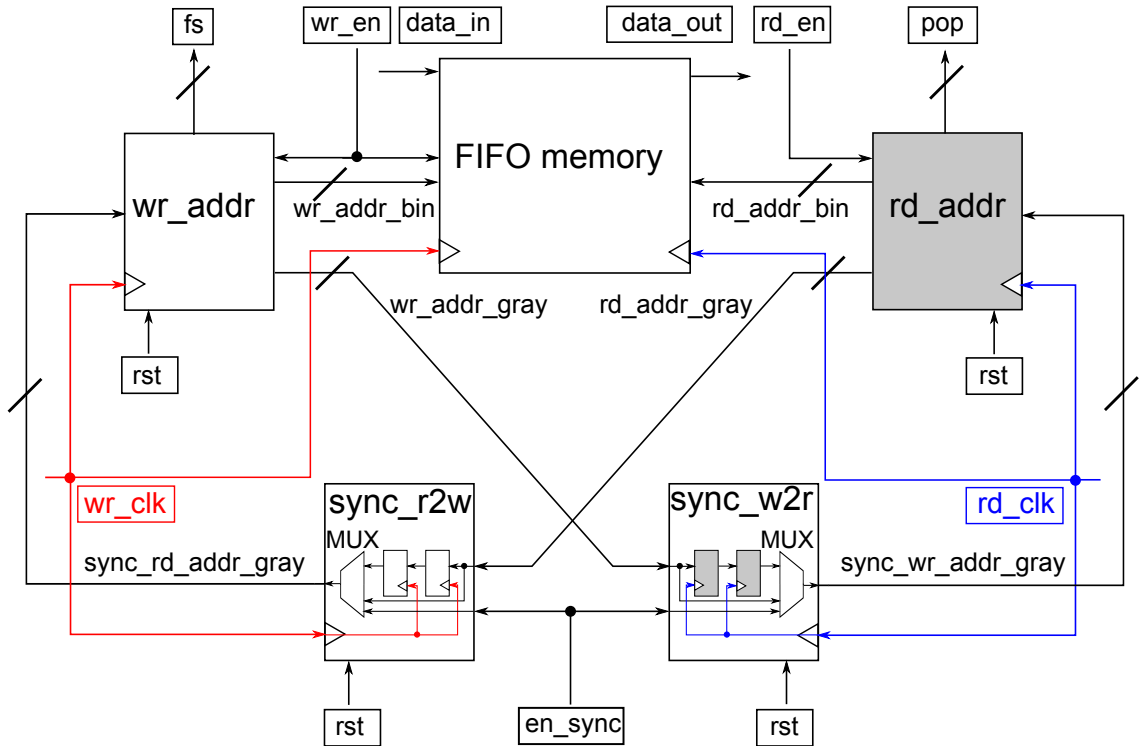 fs
wr_en
data_in
data_out
rd_en
pop
FIFO memory
wr_addr
rd_addr
wr_addr_bin
rd_addr_bin
wr_addr_gray
rd_addr_gray
rst
rst
wr_clk
sync_r2w
sync_w2r
rd_clk
MUX
MUX
sync_rd_addr_gray
sync_wr_addr_gray
rst
en_sync
rst